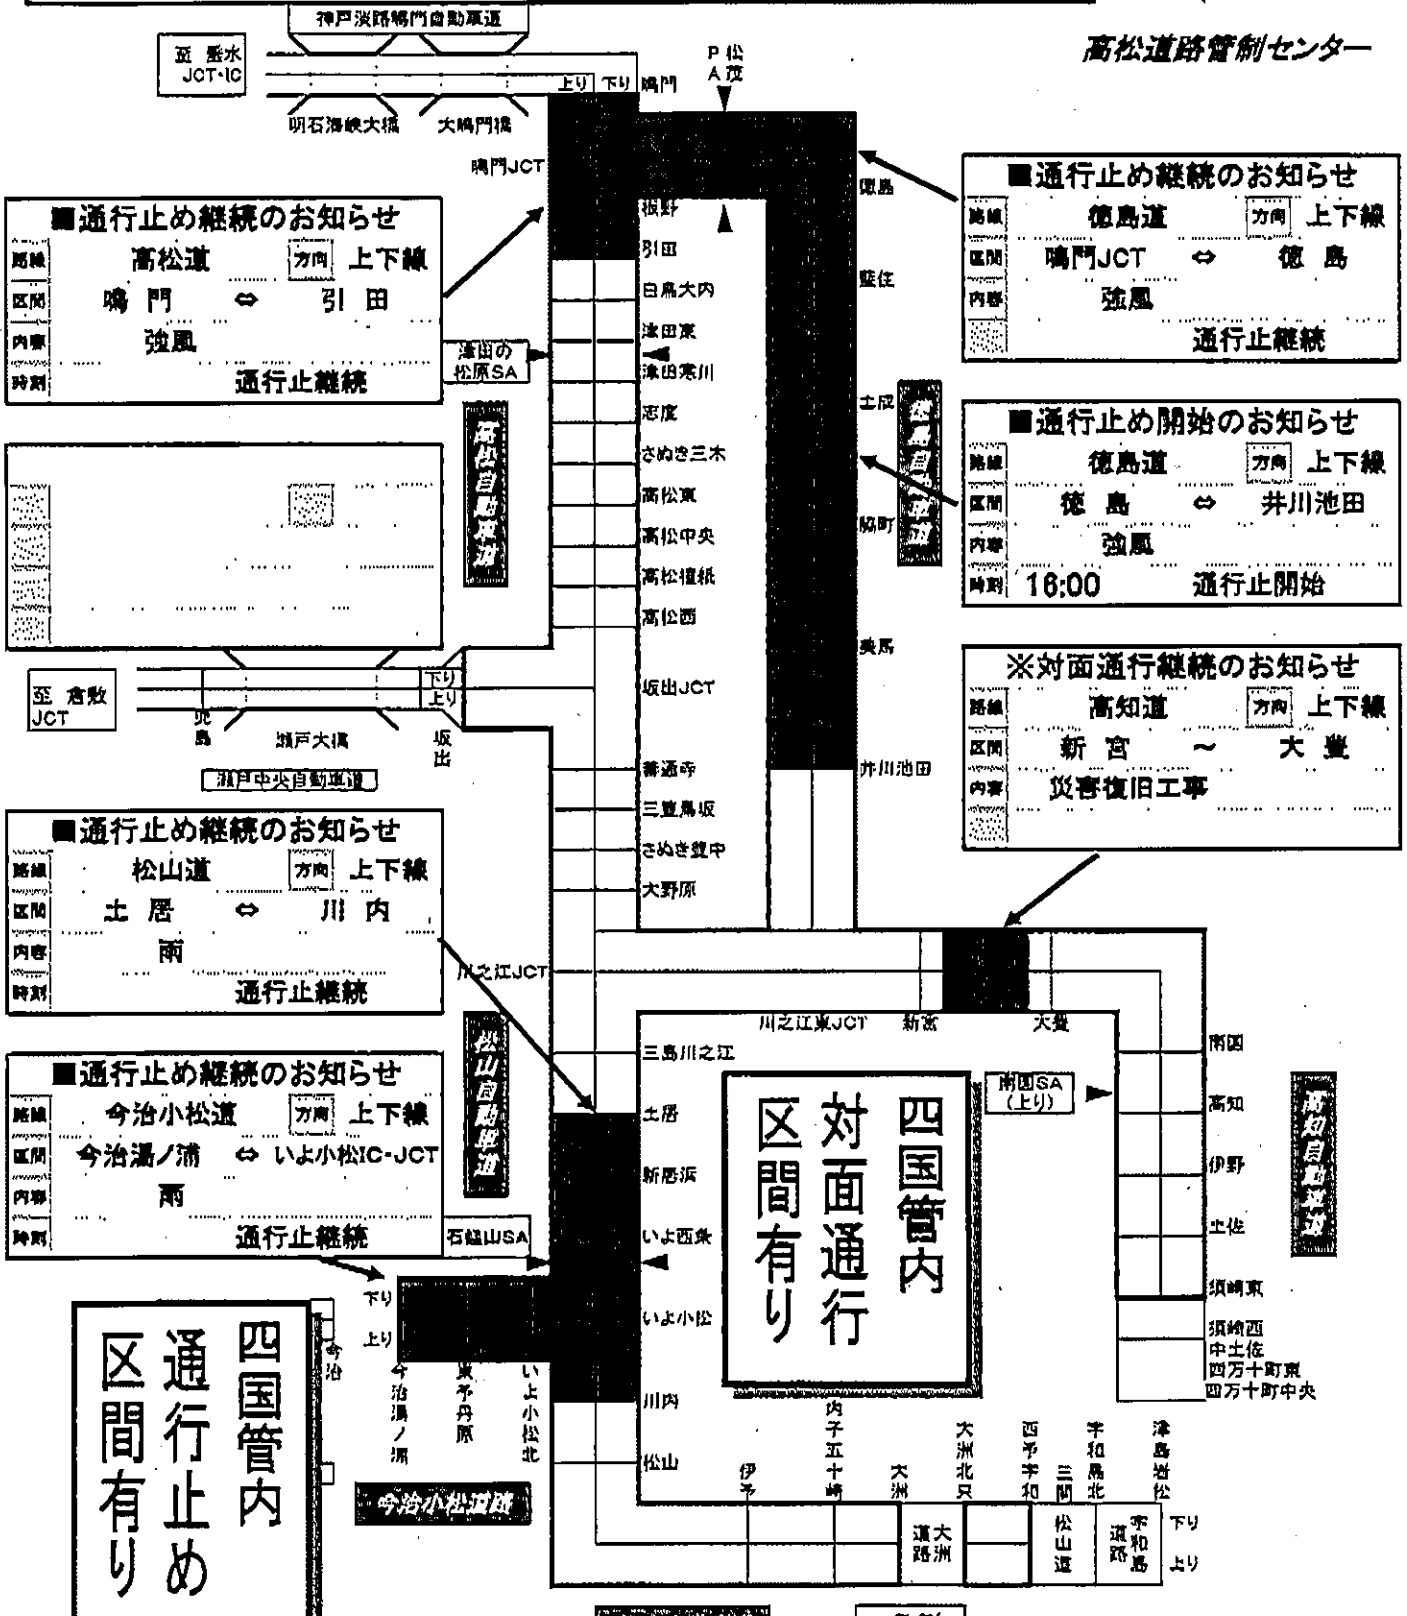 神戸淡路鳴門自動車道
高松道路管制センター
至 垂水
JCT・IC
上り 下り 鳴門
松茂
PA
明石海峡大橋
大鳴門橋
鳴門JCT
徳島
板野
引田
白鳥大内
津田東
津田寒川
志度
さぬき三木
高松東
高松中央
高松檀紙
高松西
坂出JCT
善通寺
三豊鳥坂
さぬき豊中
大野原
藍住
土成
脇町
美馬
井川池田
■通行止め継続のお知らせ
路線 高松道 方向 上下線
区間 鳴門 ⇔ 引田
内容 強風
時刻 通行止継続
津田の
松原SA
高松自動車道
■通行止め継続のお知らせ
路線 徳島道 方向 上下線
区間 鳴門JCT ⇔ 徳島
内容 強風
通行止継続
徳島自動車道
■通行止め開始のお知らせ
路線 徳島道 方向 上下線
区間 徳島 ⇔ 井川池田
内容 強風
時刻 16:00 通行止開始
※対面通行継続のお知らせ
路線 高知道 方向 上下線
区間 新宮 ～ 大豊
内容 災害復旧工事
至 倉敷
JCT
下り
上り
児島
瀬戸大橋
坂出
瀬戸中央自動車道
■通行止め継続のお知らせ
路線 松山道 方向 上下線
区間 土居 ⇔ 川内
内容 雨
時刻 通行止継続
川之江JCT
川之江東JCT
新宮
大豊
三島川之江
土居
新居浜
いよ西条
いよ小松
川内
松山
松山自動車道
■通行止め継続のお知らせ
路線 今治小松道 方向 上下線
区間 今治湯ノ浦 ⇔ いよ小松IC・JCT
内容 雨
時刻 通行止継続
石鎚山SA
下り
上り
今治
今治湯ノ浦
東予丹原
いよ小松北
今治小松道路
四国管内
対面通行
区間有り
南国SA
(上り)
南国
高知
伊野
土佐
須崎東
須崎西
中土佐
四万十町東
四万十町中央
高知自動車道
四国管内
通行止め
区間有り
伊予
内子五十崎
大洲
大洲北只
西予宇和
三間
宇和島北
津島岩松
大洲
道路
松山道
宇和島
道路
下り
上り